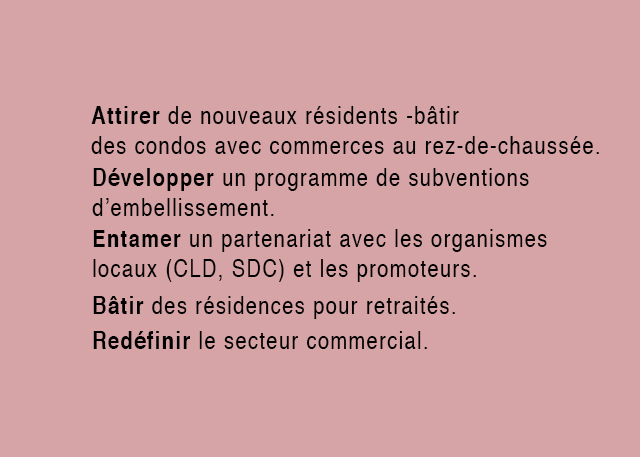 Attirer de nouveaux résidents -bâtir
des condos avec commerces au rez-de-chaussée.
Développer un programme de subventions
d’embellissement.
Entamer un partenariat avec les organismes
locaux (CLD, SDC) et les promoteurs.
Bâtir des résidences pour retraités.
Redéfinir le secteur commercial.